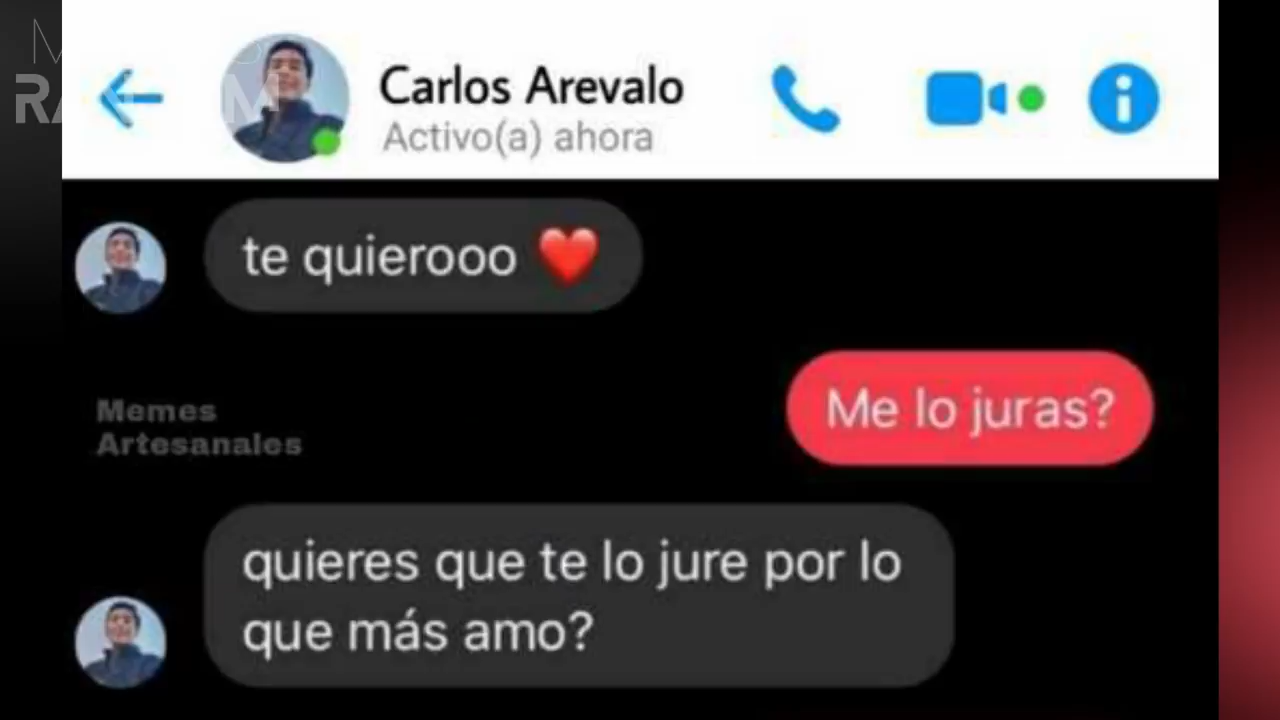 Carlos Arevalo
Activo(a) ahora
te quierooo ❤️
Me lo juras?
Memes
Artesanales
quieres que te lo jure por lo
que más amo?